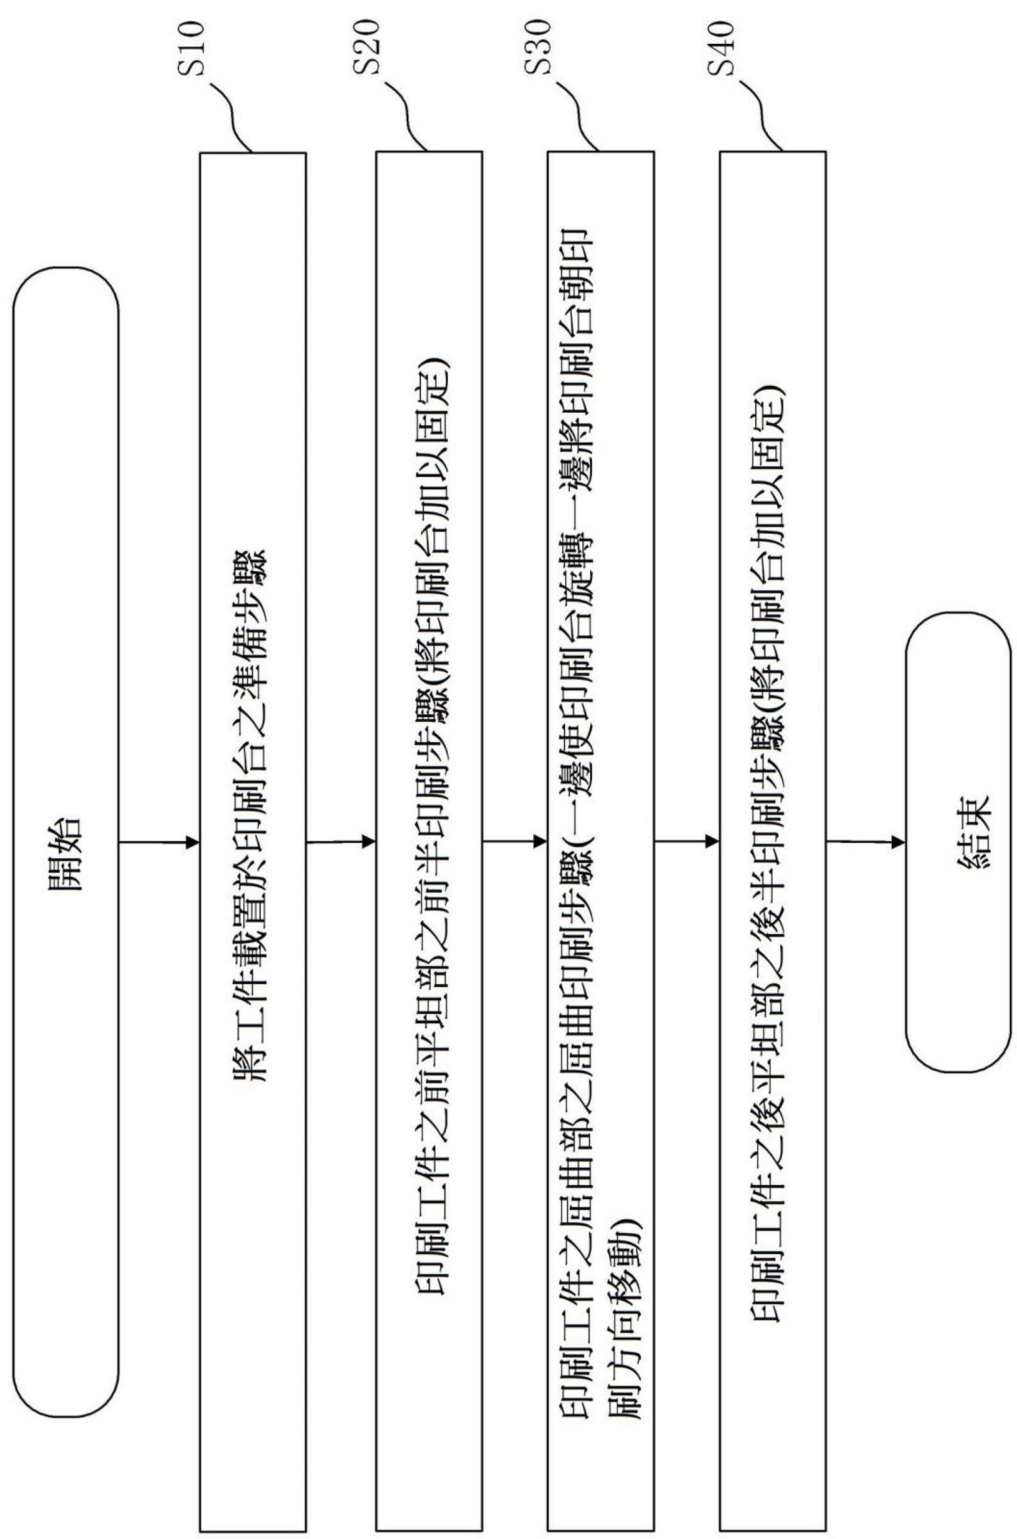 開始
S10
將工件載置於印刷台之準備步驟
S20
印刷工件之前平坦部之前半印刷步驟(將印刷台加以固定)
S30
印刷工件之屈曲部之屈曲印刷步驟(一邊使印刷台旋轉一邊將印刷台朝印
刷方向移動)
S40
印刷工件之後平坦部之後半印刷步驟(將印刷台加以固定)
結束